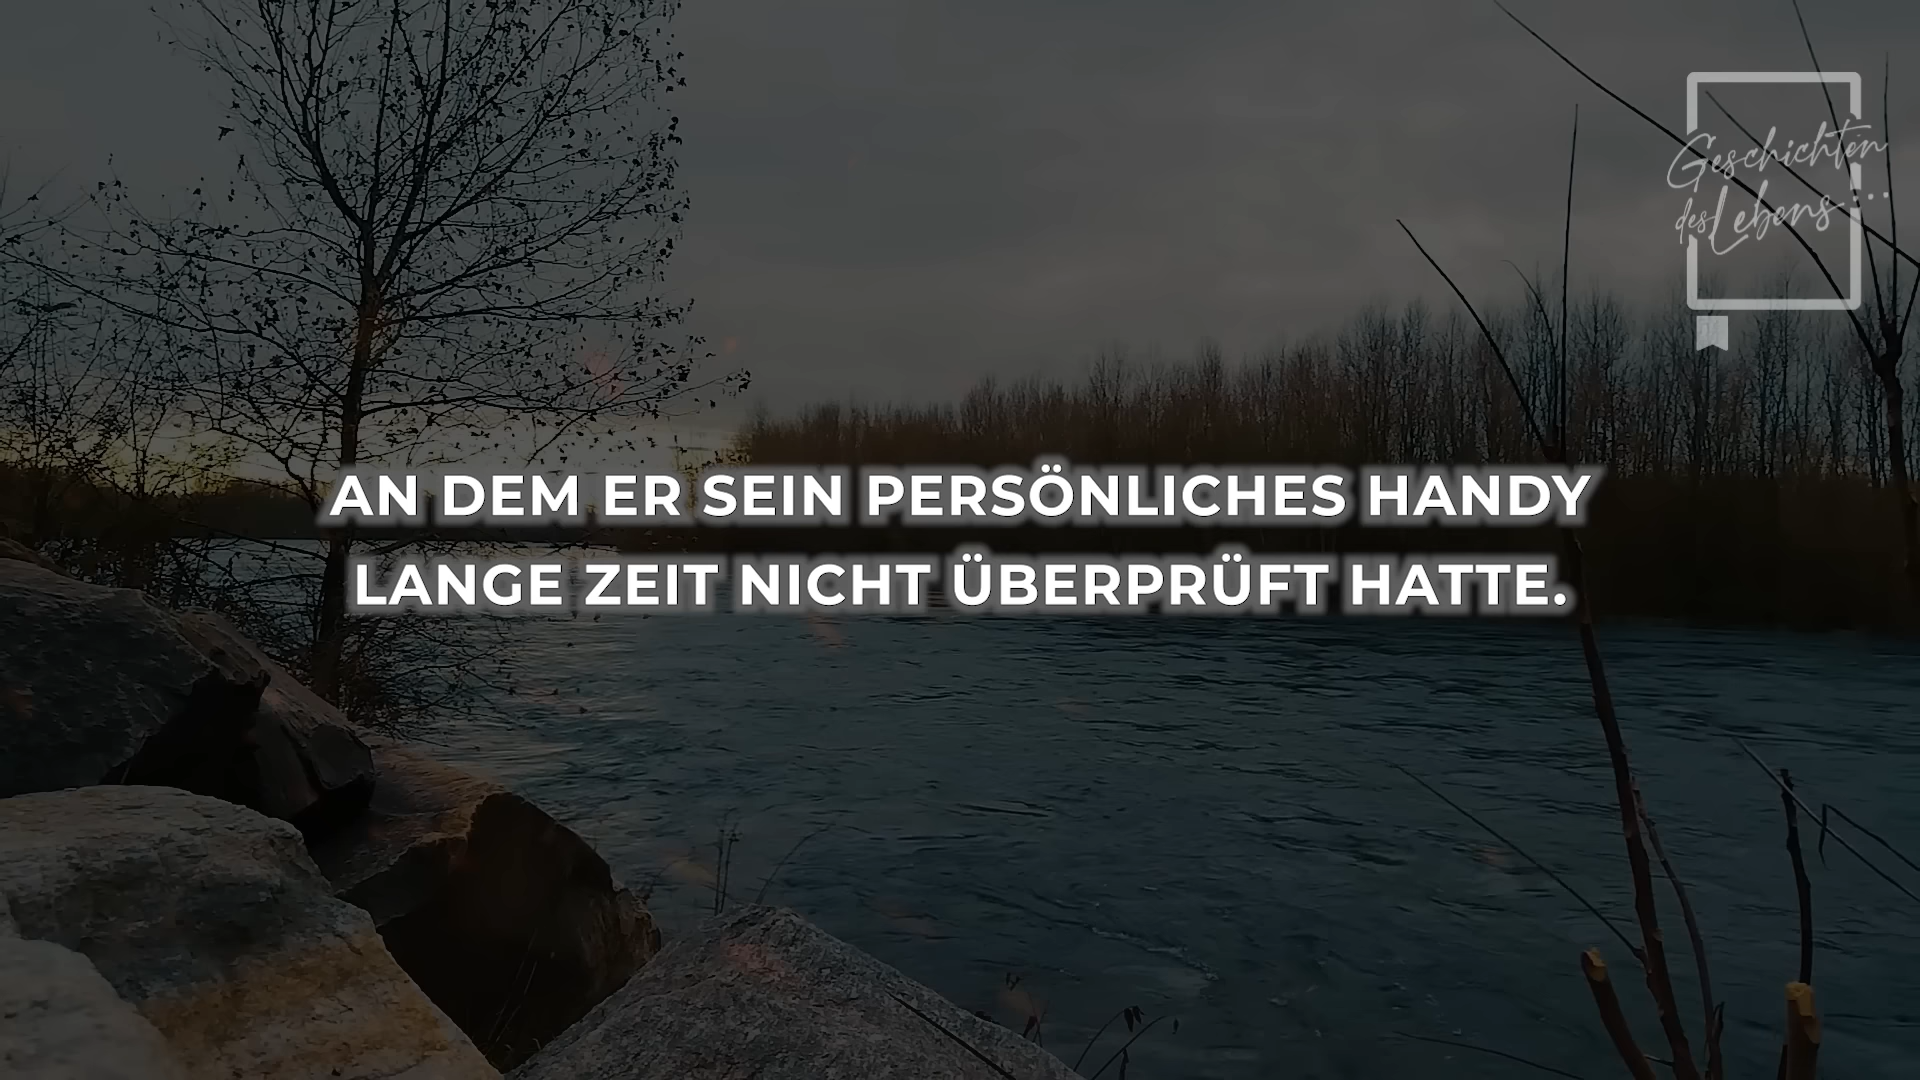 Geschichten
des Lebens...
AN DEM ER SEIN PERSÖNLICHES HANDY
LANGE ZEIT NICHT ÜBERPRÜFT HATTE.